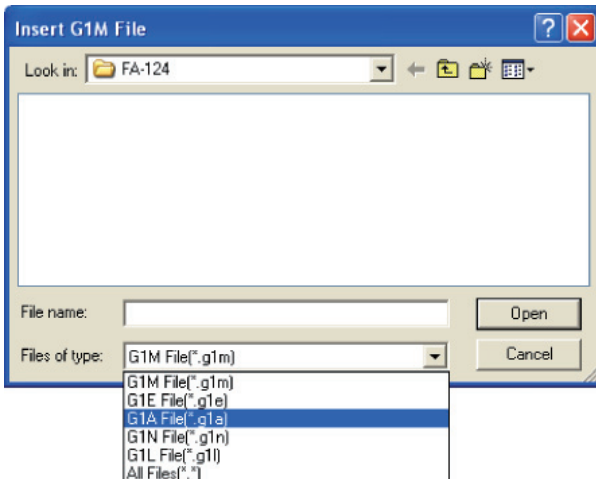 Insert G1M File
Look in: FA-124
File name: Open
Files of type: G1M File(*.g1m) Cancel
G1M File(*.g1m)
G1E File(*.g1e)
G1A File(*.g1a)
G1N File(*.g1n)
G1L File(*.g1l)
All Files(*.*)